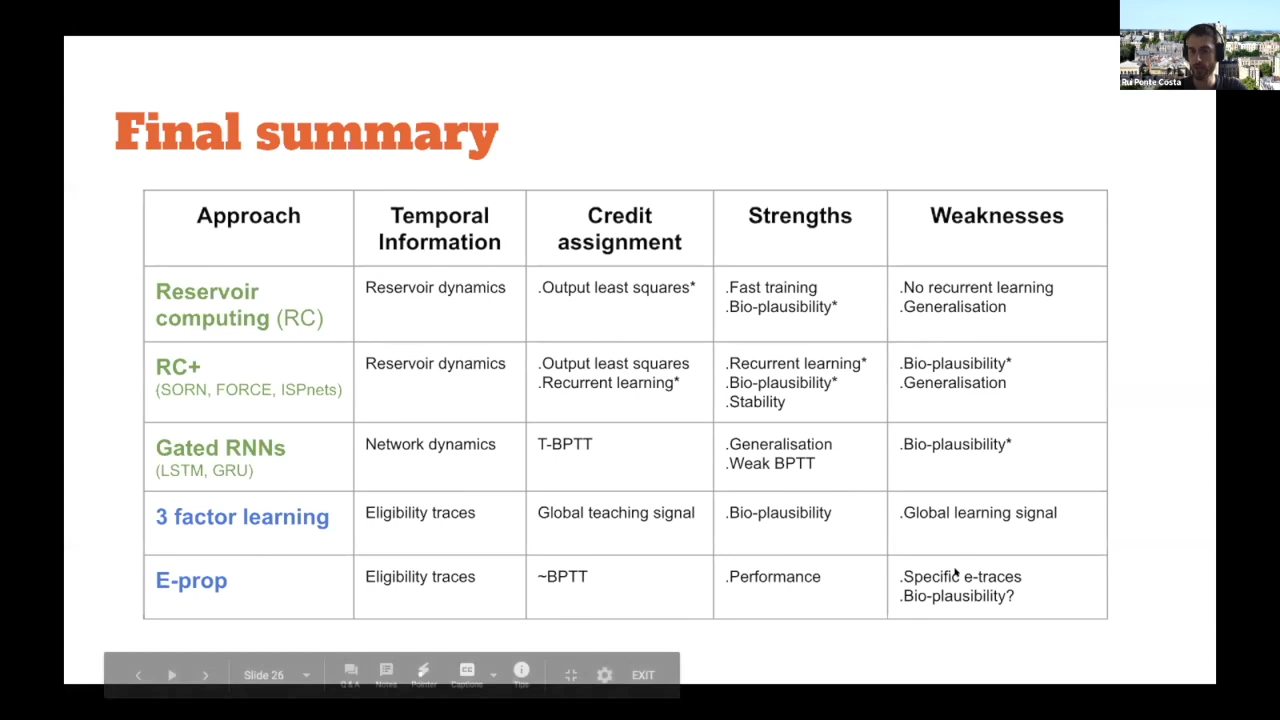 Rui Ponte Costa
Final summary
Approach
Temporal
Information
Credit
assignment
Strengths
Weaknesses
Reservoir
computing (RC)
Reservoir dynamics
.Output least squares*
.Fast training
.Bio-plausibility*
.No recurrent learning
.Generalisation
RC+
(SORN, FORCE, ISPnets)
Reservoir dynamics
.Output least squares
.Recurrent learning*
.Recurrent learning*
.Bio-plausibility*
.Stability
.Bio-plausibility*
.Generalisation
Gated RNNs
(LSTM, GRU)
Network dynamics
T-BPTT
.Generalisation
.Weak BPTT
.Bio-plausibility*
3 factor learning
Eligibility traces
Global teaching signal
.Bio-plausibility
.Global learning signal
E-prop
Eligibility traces
~BPTT
.Performance
.Specific e-traces
.Bio-plausibility?
Slide 26
Q & A
Notes
Pointer
CC
Captions
Tips
EXIT